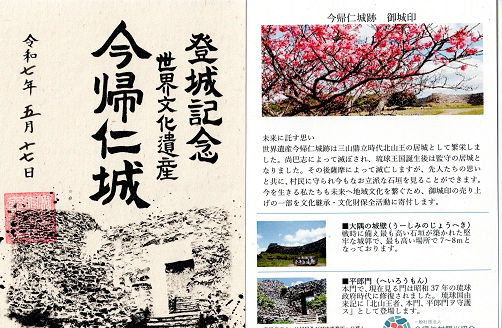 登城記念
世界文化遺産
今帰仁城
令和七年 五月 十七日
今帰仁城跡 御城印
未来に託す思い
世界遺産今帰仁城跡は三山鼎立時代北山王の居城として繁栄しま
した。尚巴志によって滅ぼされ、琉球王国誕生後は監守の居城と
なりました。その後薩摩によって滅亡しますが、先人たちの思い
と共に、村民に守られ今もなお立派な石垣を見ることができます。
今を生きる私たちも未来へ地域文化を繋ぐため、御城印の売り上
げの一部を文化継承・文化財保全活動に寄付します。
■大隅の城壁(うーしみのじょうへき)
戦時に備え最も高い石垣が築かれた堅
牢な城郭で、最も高い場所で7~8mと
なっております。
■平郎門(へいろうもん)
本門で、現在見る門は昭和37年の琉球
政府時代に修復されました。琉球国由
来記に「北山王者、本門、平郎門ヲ守護
ス」として登場します。
一般社団法人